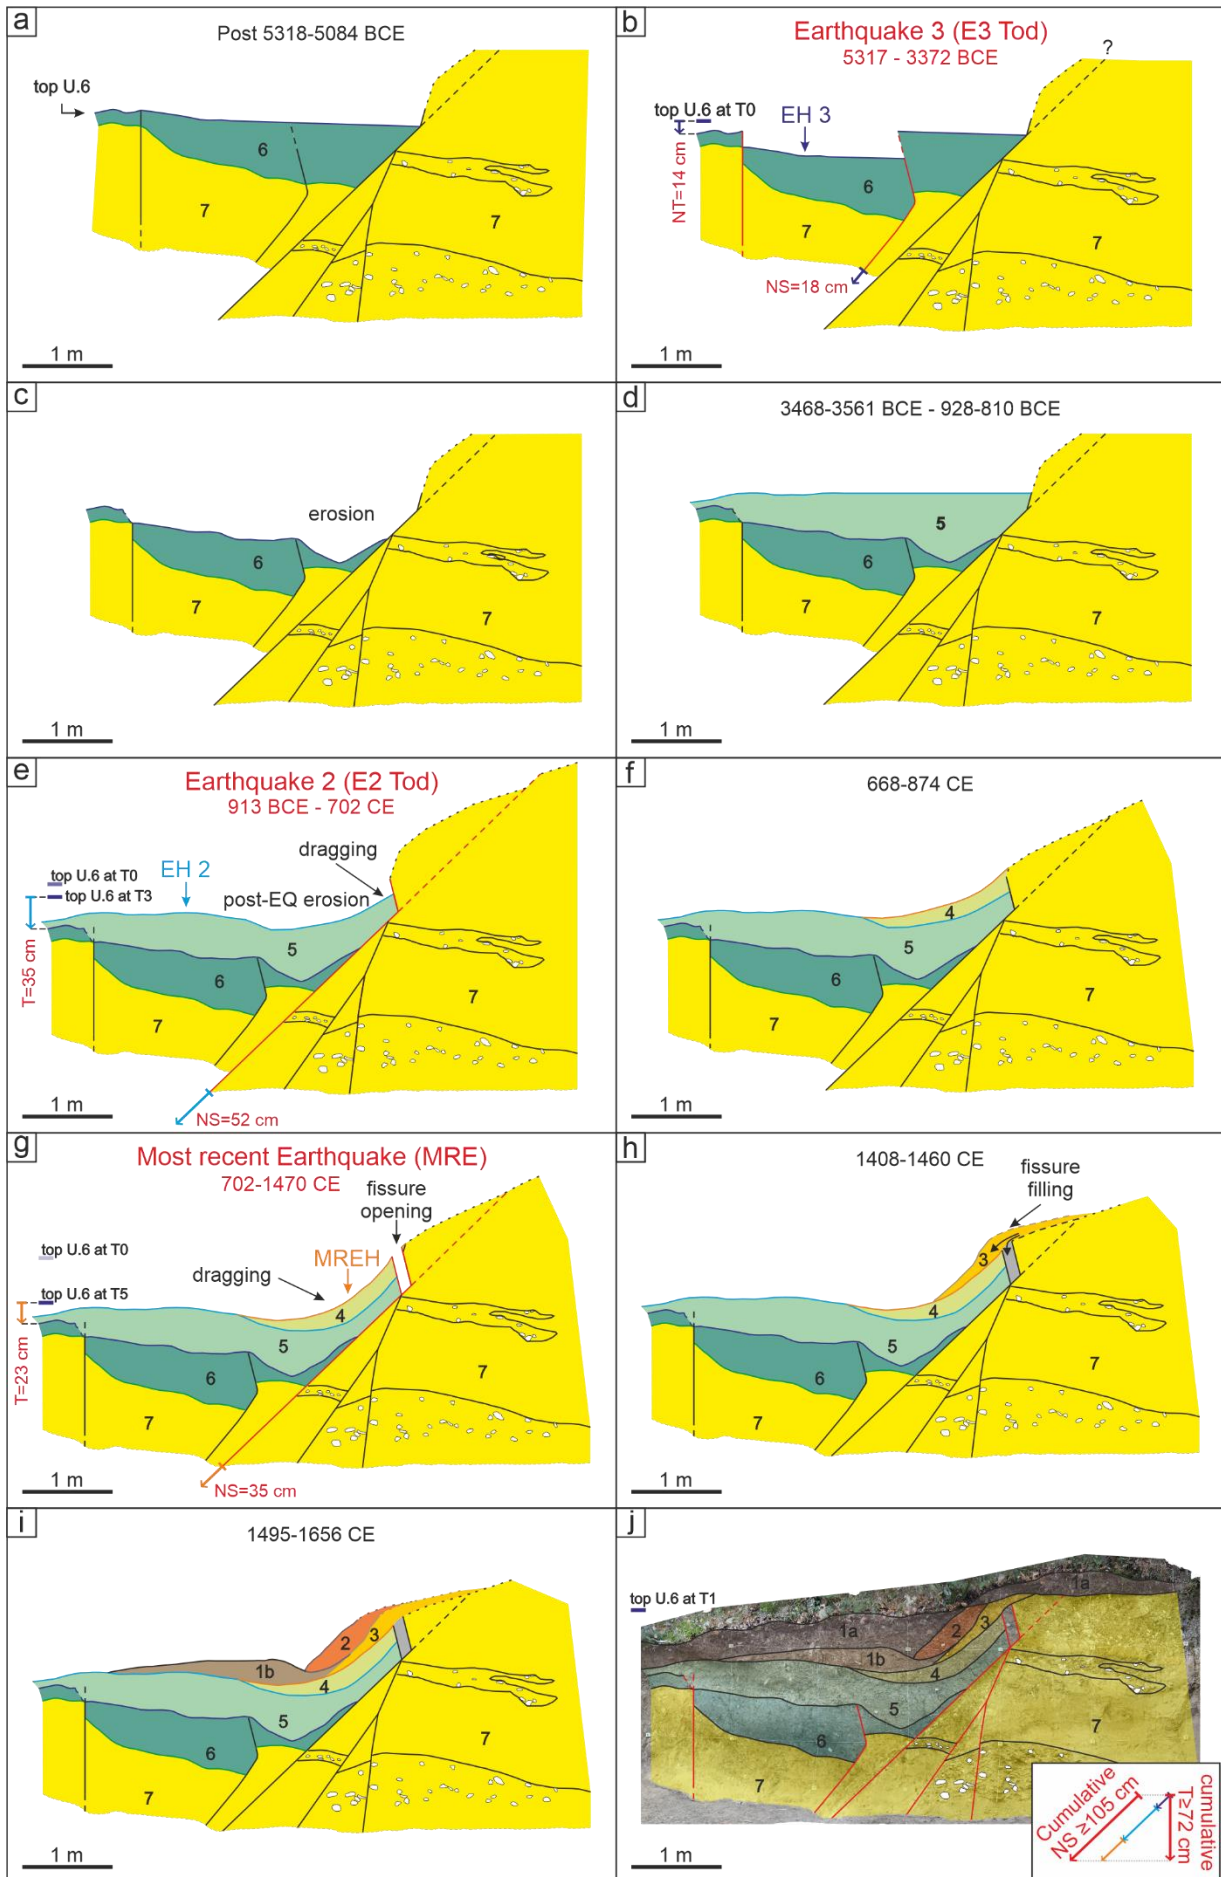 a
Post 5318-5084 BCE
top U.6
6
7
7
1 m
b
Earthquake 3 (E3 Tod)
5317 - 3372 BCE
?
top U.6 at T0
EH 3
NT=14 cm
6
7
7
NS=18 cm
1 m
c
erosion
6
7
7
1 m
d
3468-3561 BCE - 928-810 BCE
5
6
7
7
1 m
e
Earthquake 2 (E2 Tod)
913 BCE - 702 CE
dragging
EH 2
top U.6 at T0
top U.6 at T3
post-EQ erosion
T=35 cm
5
6
7
7
NS=52 cm
1 m
f
668-874 CE
4
5
6
7
7
1 m
g
Most recent Earthquake (MRE)
702-1470 CE
fissure
opening
top U.6 at T0
MREH
dragging
top U.6 at T5
T=23 cm
4
5
6
7
7
NS=35 cm
1 m
h
1408-1460 CE
fissure
filling
3
4
5
6
7
7
1 m
i
1495-1656 CE
2
3
1b
4
5
6
7
7
1 m
j
top U.6 at T1
1a
1a
2
3
1b
4
5
6
7
7
1 m
Cumulative
NS ≥105 cm
cumulative
T≥72 cm